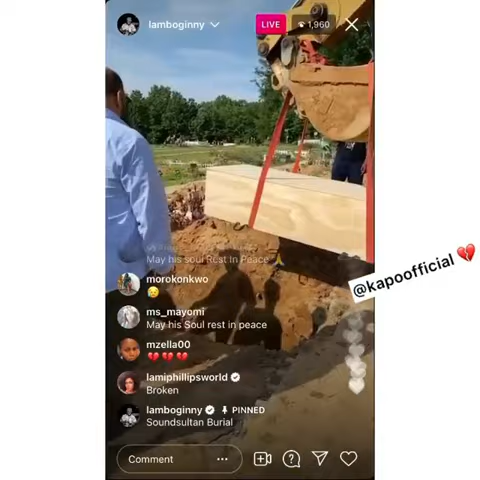 lamboginny
LIVE
1,960
May his soul Rest In Peace
morokonkwo
ms_mayomi
May his Soul rest in peace
@kapoofficial
mzella00
lamiphillipsworld
Broken
lamboginny PINNED
Soundsultan Burial
Comment